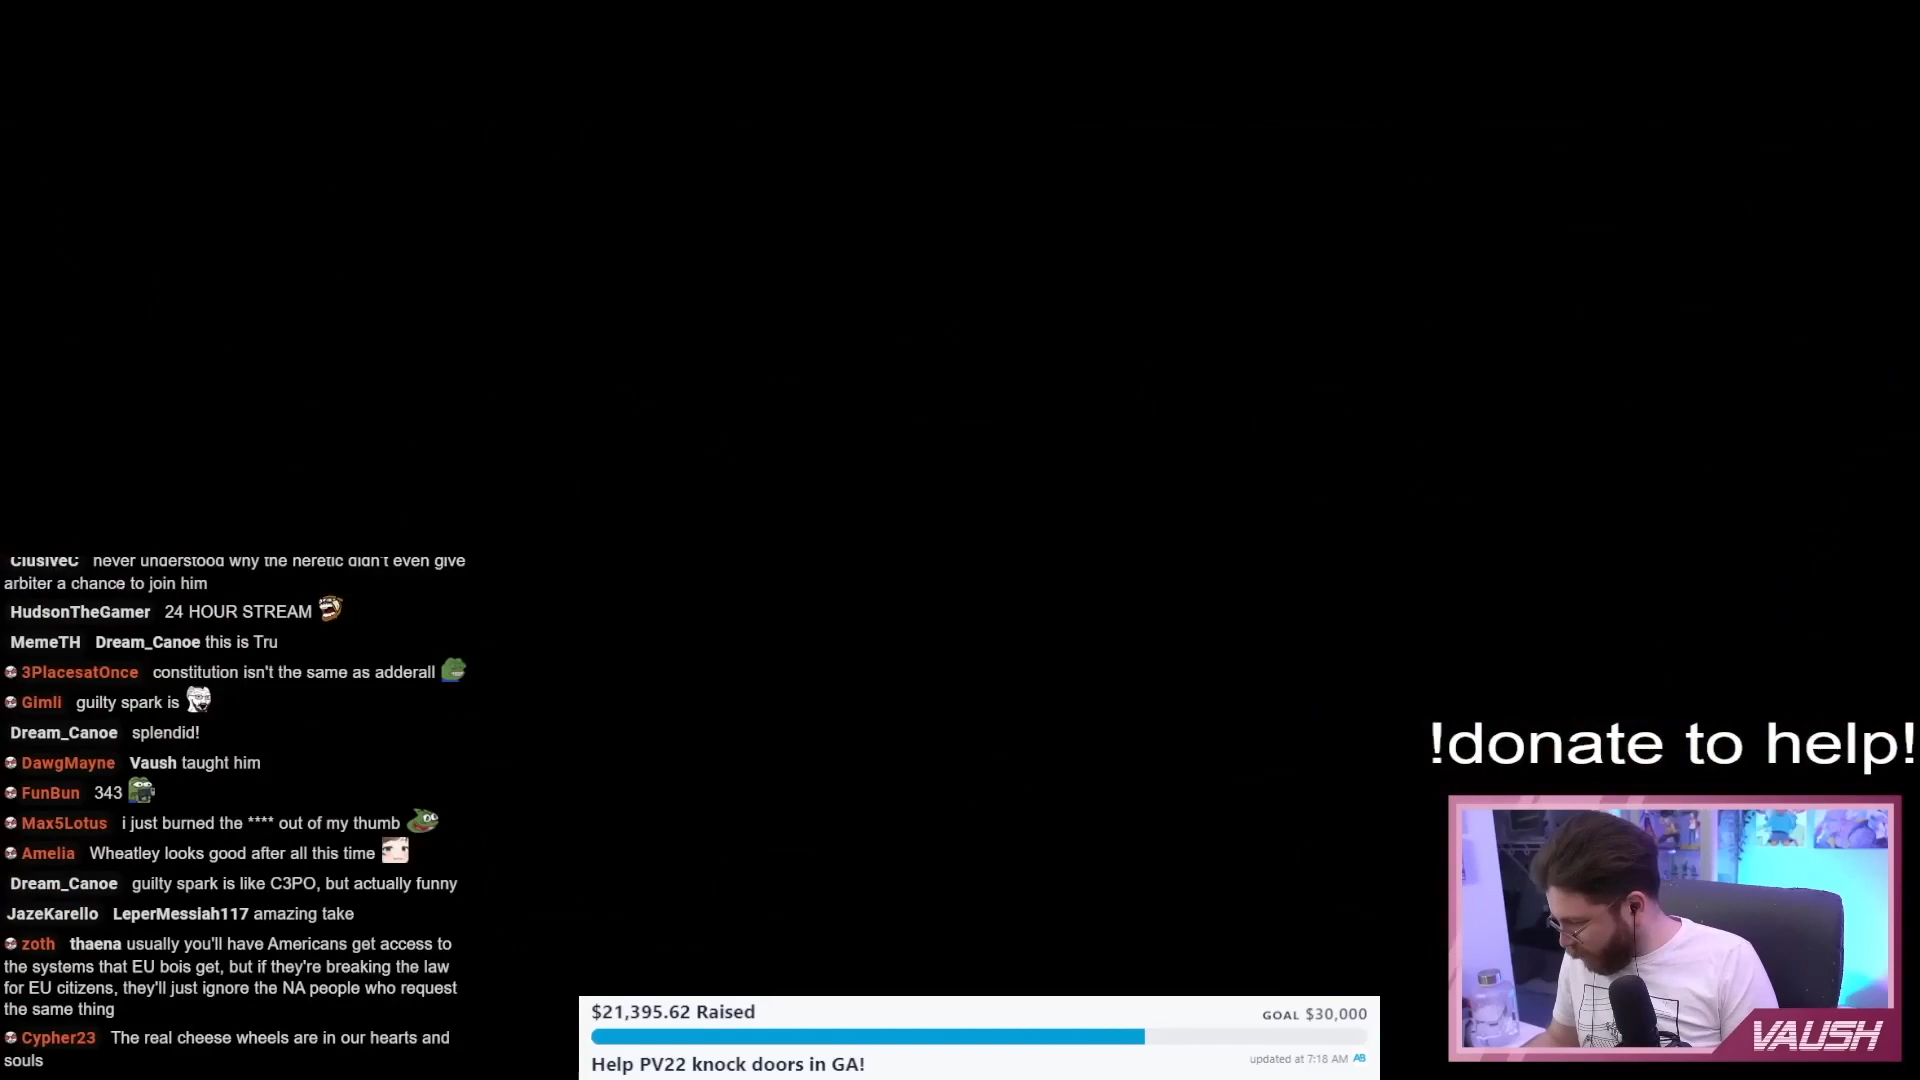 ClusiveC never understood why the heretic didn't even give
arbiter a chance to join him
HudsonTheGamer 24 HOUR STREAM
MemeTH Dream_Canoe this is Tru
3PlacesatOnce constitution isn't the same as adderall
Gimli guilty spark is
Dream_Canoe splendid!
DawgMayne Vaush taught him
FunBun 343
Max5Lotus i just burned the **** out of my thumb
Amelia Wheatley looks good after all this time
Dream_Canoe guilty spark is like C3PO, but actually funny
JazeKarello LeperMessiah117 amazing take
zoth thaena usually you'll have Americans get access to
the systems that EU bois get, but if they're breaking the law
for EU citizens, they'll just ignore the NA people who request
the same thing
Cypher23 The real cheese wheels are in our hearts and
souls
$21,395.62 Raised
GOAL $30,000
Help PV22 knock doors in GA!
updated at 7:18 AM AB
!donate to help!
VAUSH